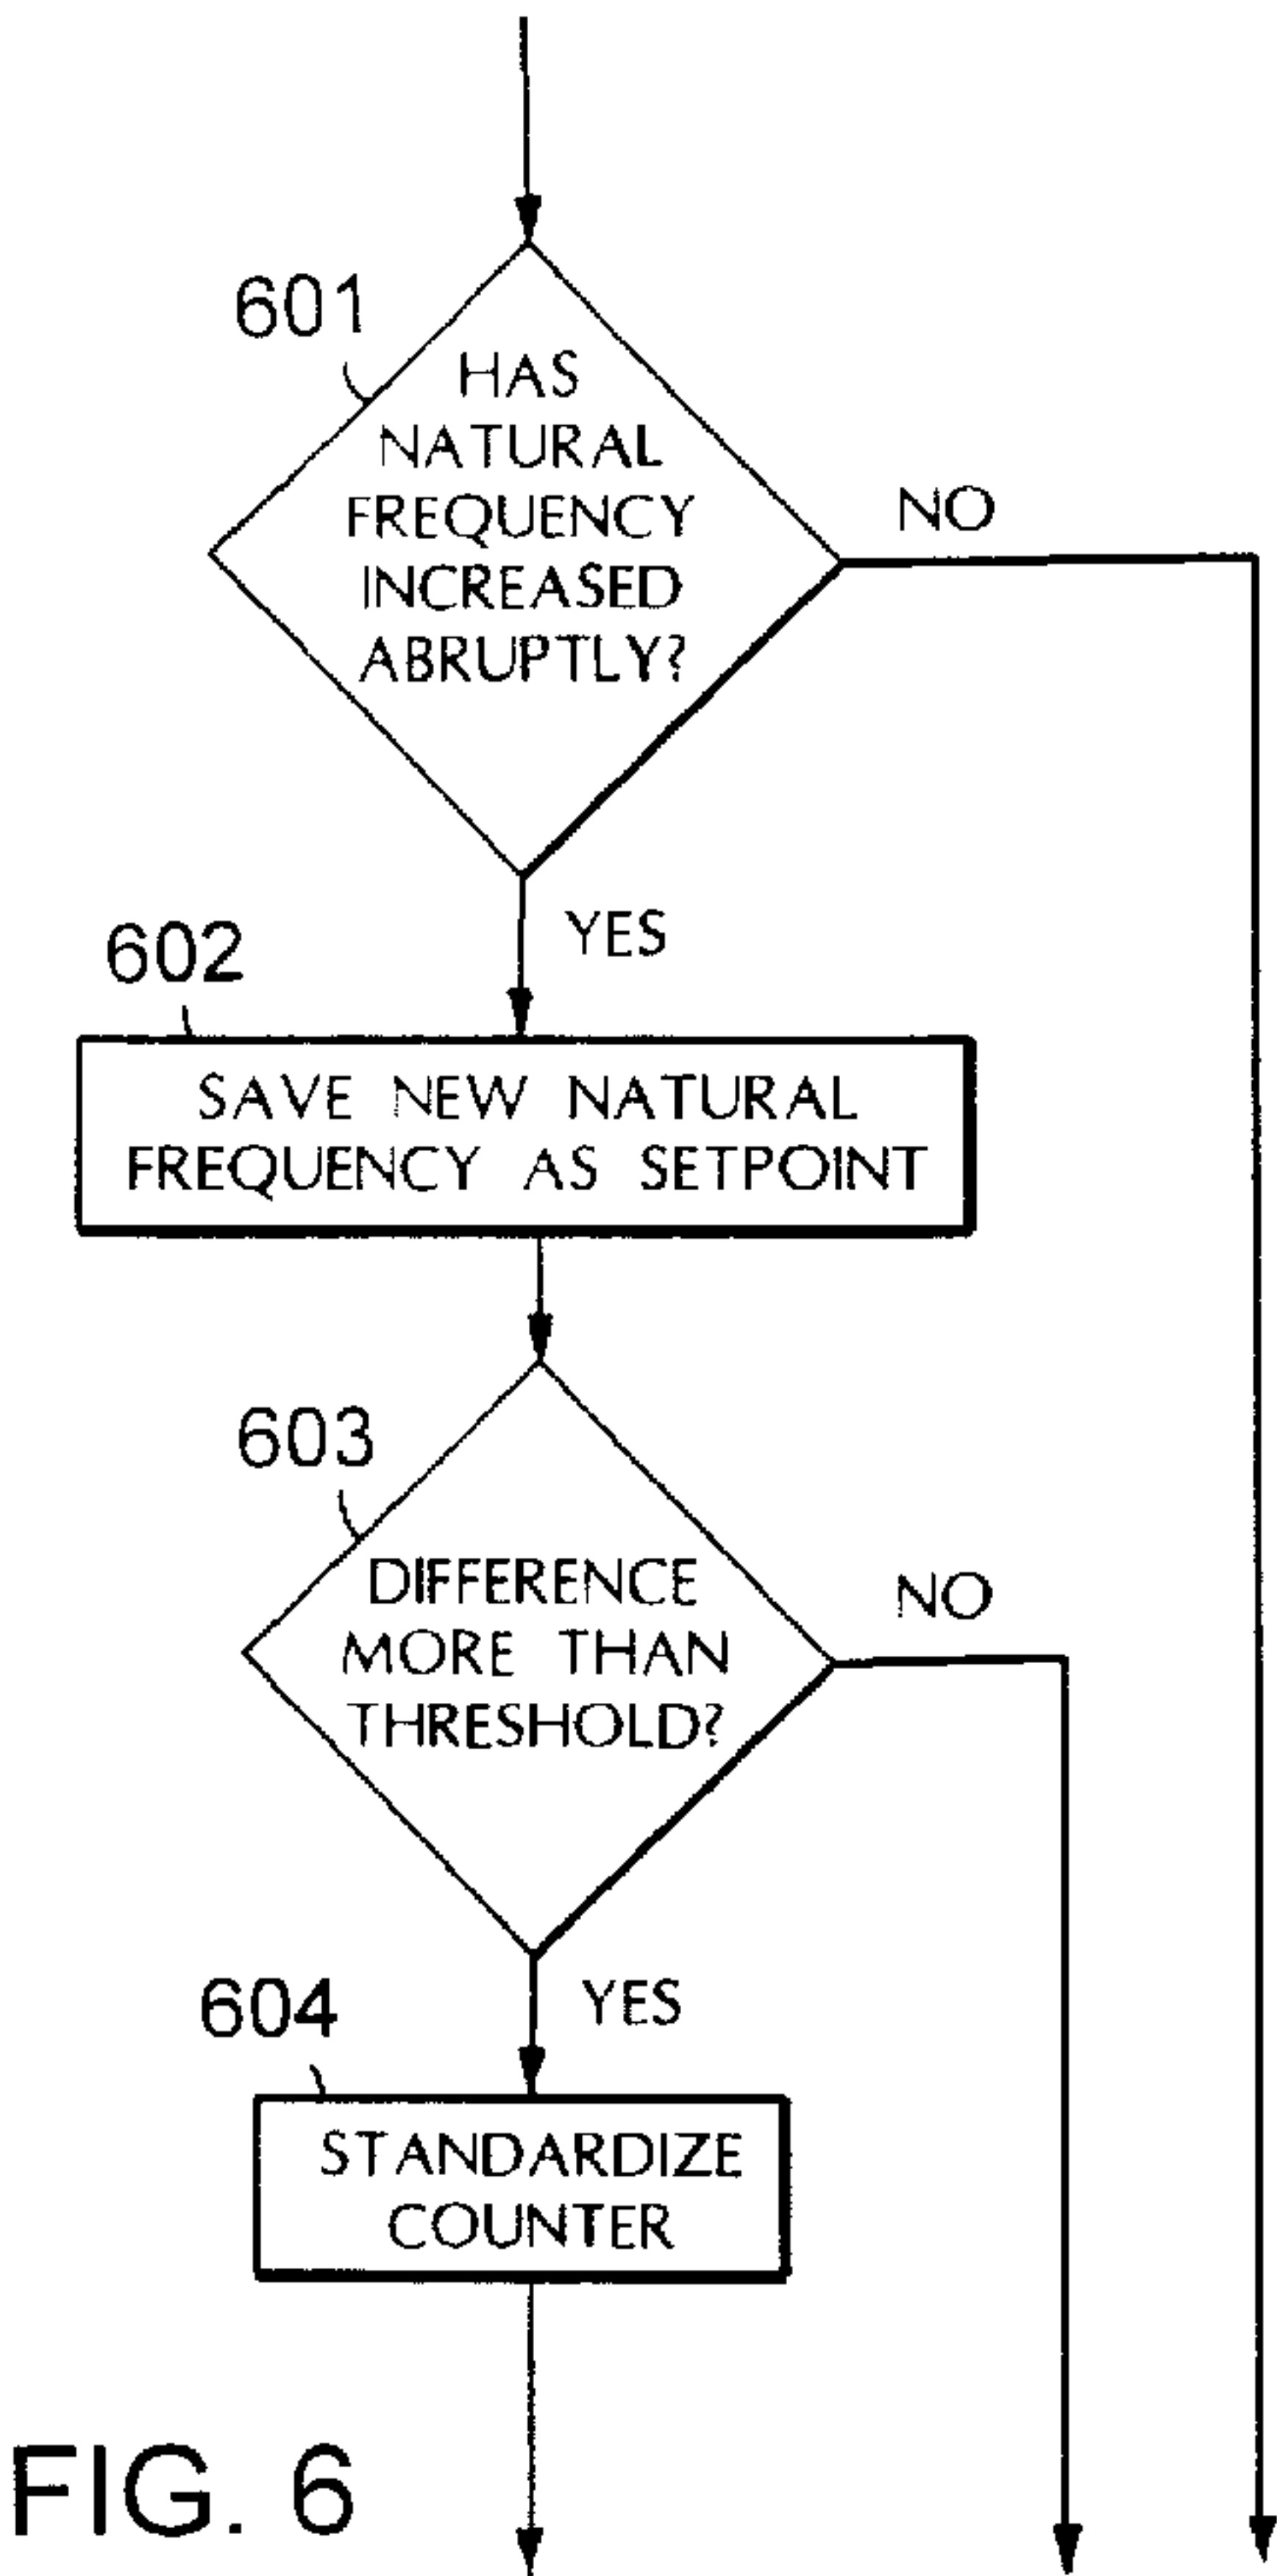 601
HAS
NATURAL
FREQUENCY
INCREASED
ABRUPTLY?
NO
YES
602
SAVE NEW NATURAL
FREQUENCY AS SETPOINT
603
DIFFERENCE
MORE THAN
THRESHOLD?
NO
YES
604
STANDARDIZE
COUNTER
FIG. 6